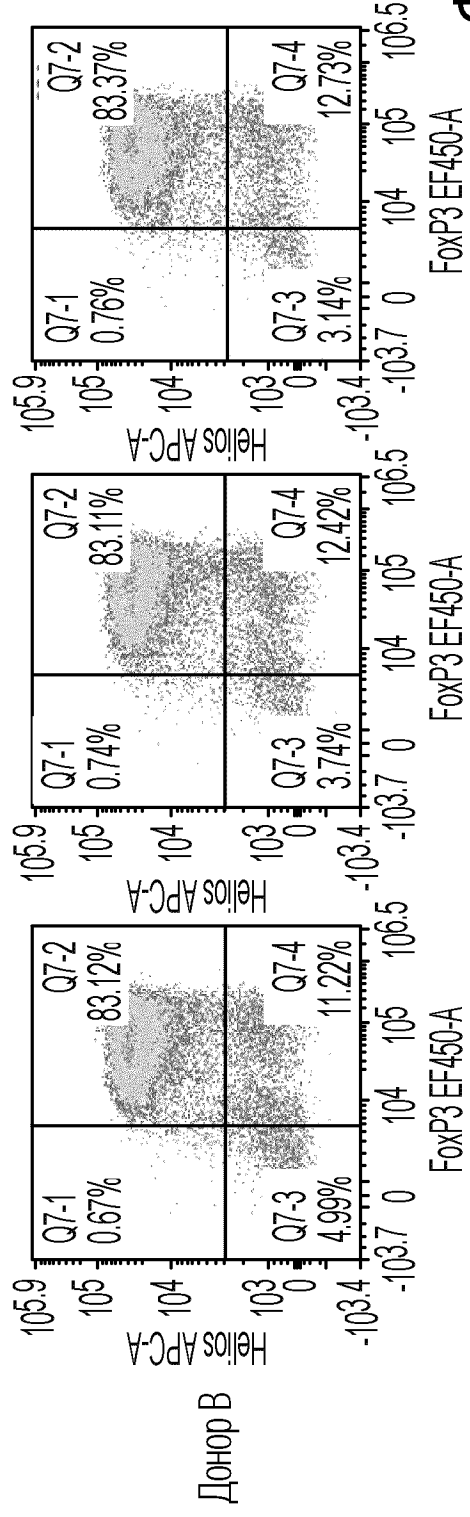 Донор B
Helios APC-A
105.9
105
104
103
0
-103.4
Q7-1
0.67%
Q7-2
83.12%
Q7-3
4.99%
Q7-4
11.22%
-103.7
0
104
105
106.5
FoxP3 EF450-A
Helios APC-A
105.9
105
104
103
0
-103.4
Q7-1
0.74%
Q7-2
83.11%
Q7-3
3.74%
Q7-4
12.42%
-103.7
0
104
105
106.5
FoxP3 EF450-A
Helios APC-A
105.9
105
104
103
0
-103.4
Q7-1
0.76%
Q7-2
83.37%
Q7-3
3.14%
Q7-4
12.73%
-103.7
0
104
105
106.5
FoxP3 EF450-A